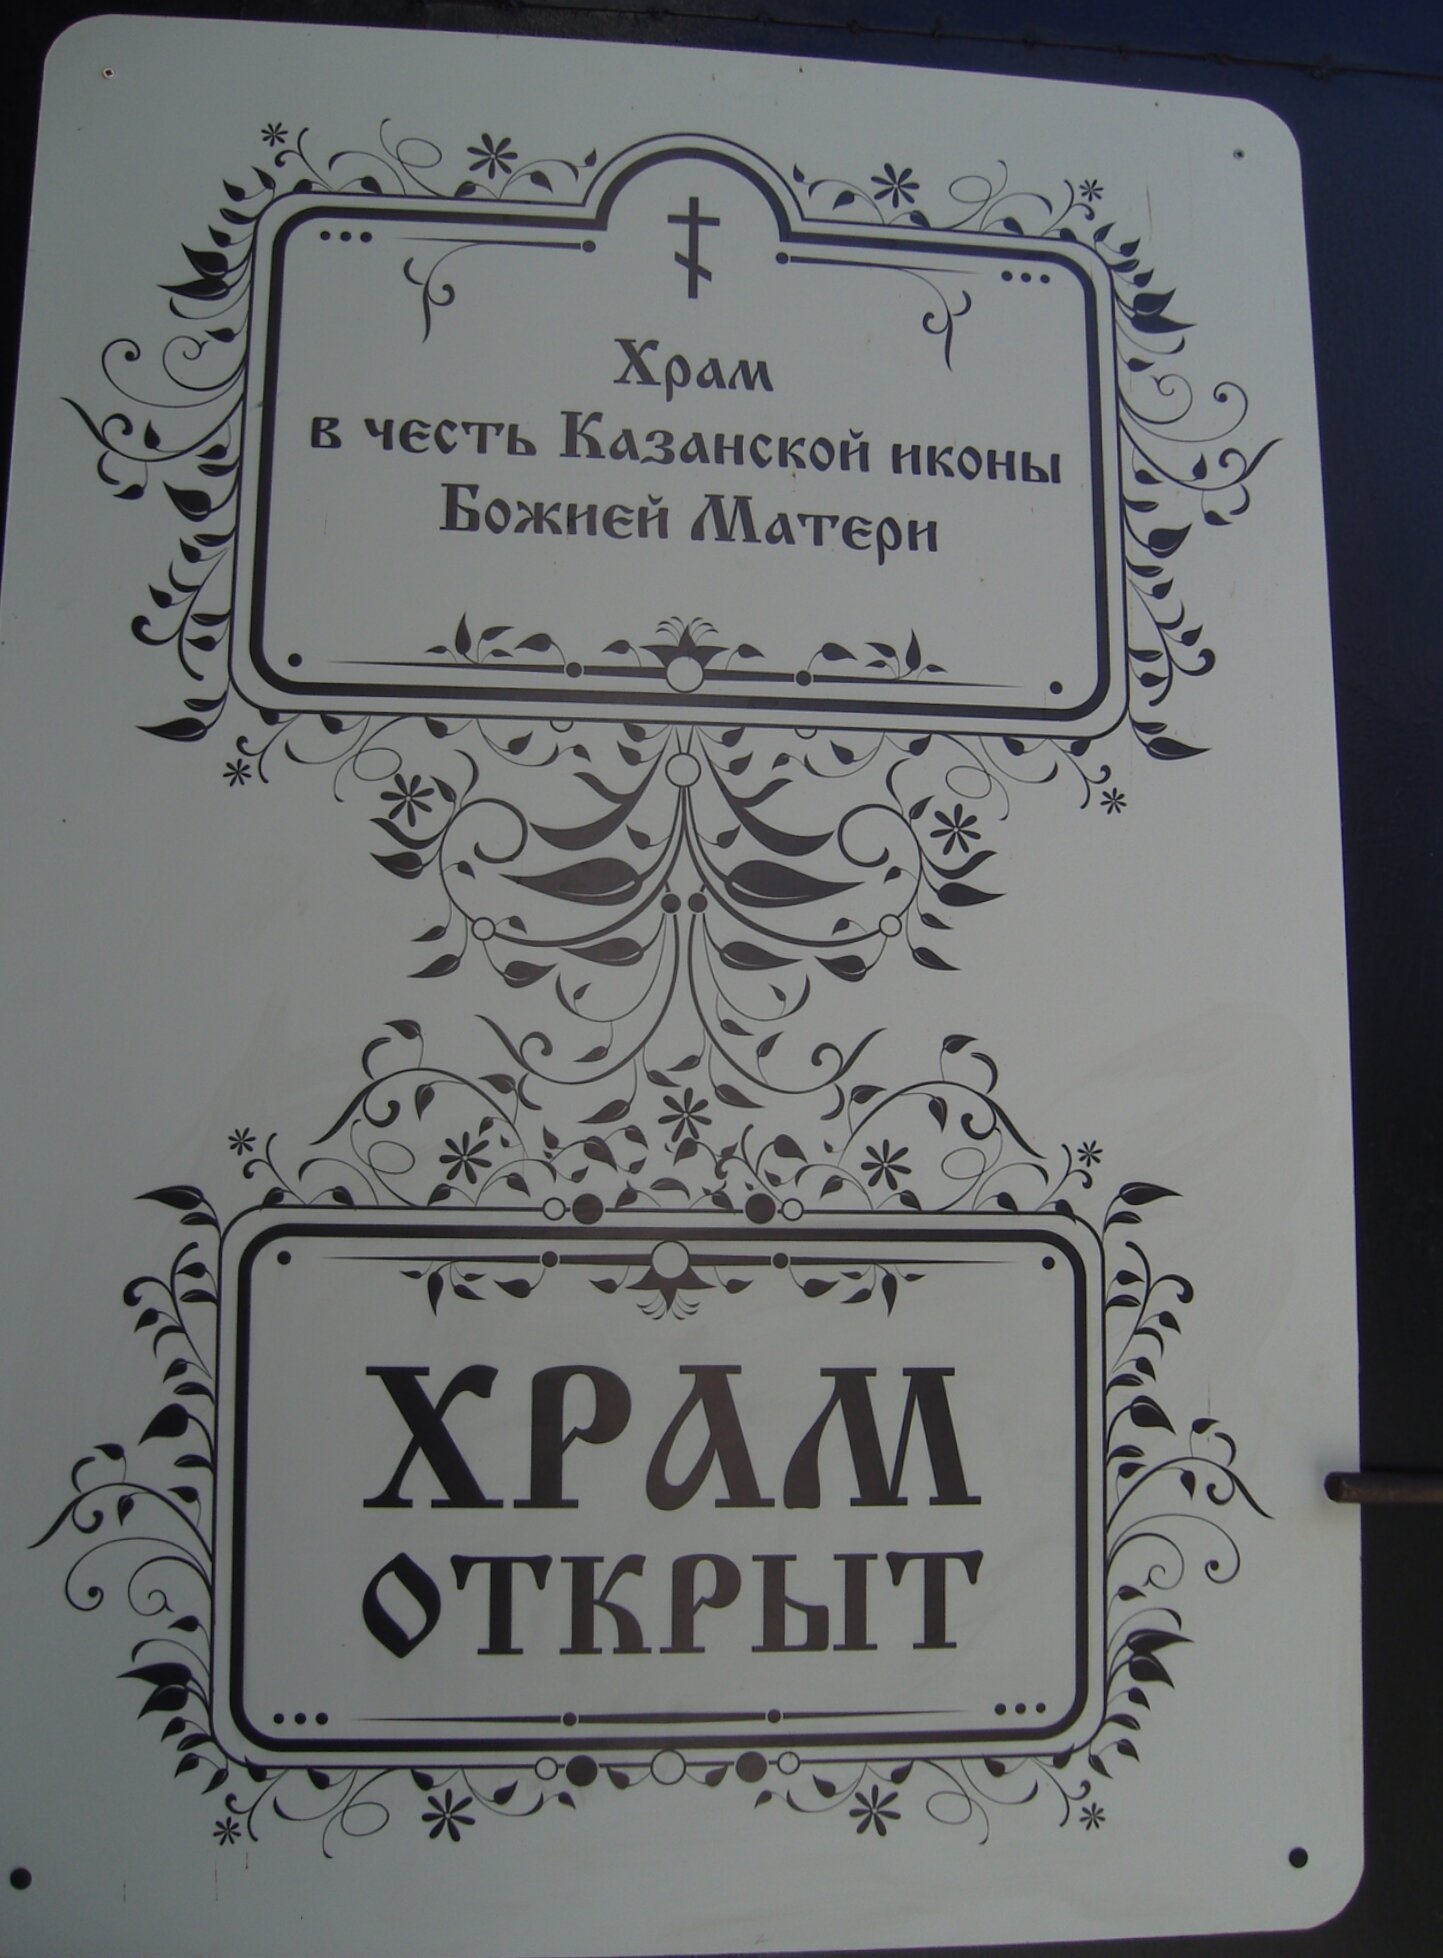 Храм
в честь Казанской иконы
Божией Матери
ХРАМ
ОТКРЫТ